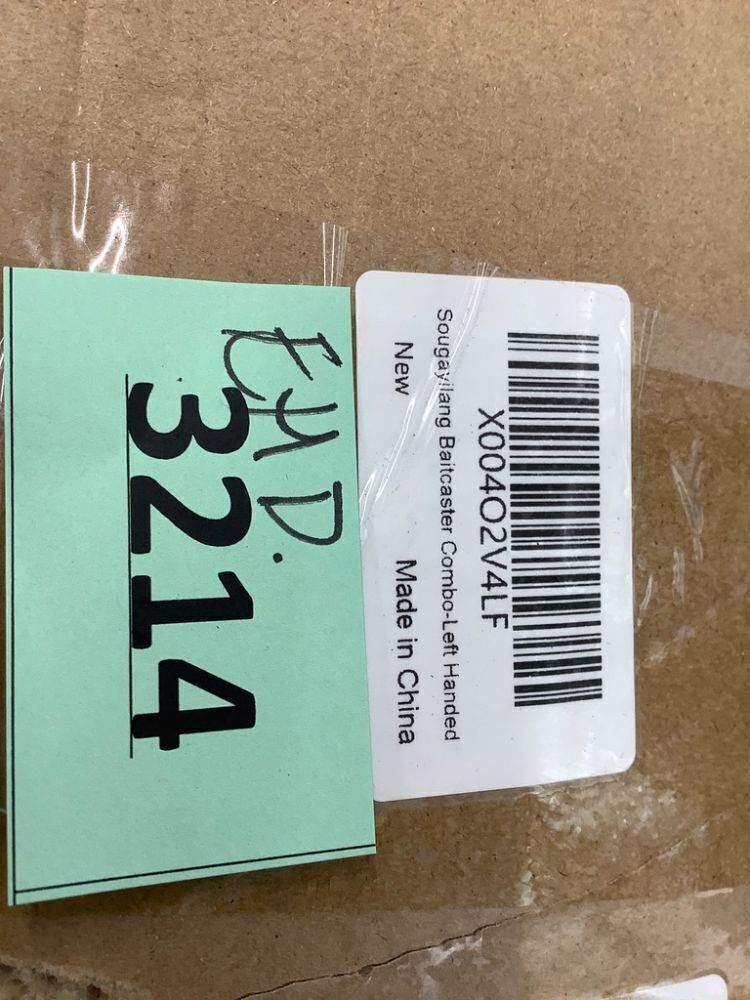 X004O2V4LF
Sougayilang Baitcaster Combo-Left Handed
New
Made in China
EHD.
3214